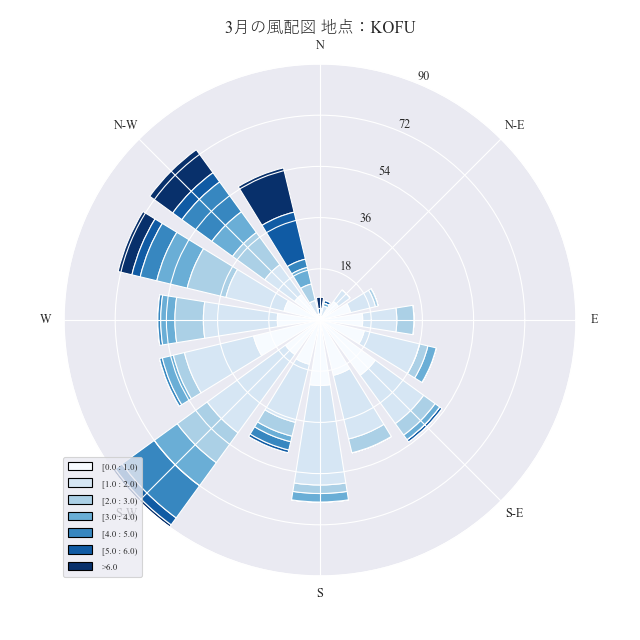 3月の風配図 地点：KOFU
N
90
N-W
N-E
72
54
36
18
W
E
[0.0 : 1.0)
[1.0 : 2.0)
[2.0 : 3.0)
[3.0 : 4.0)
[4.0 : 5.0)
[5.0 : 6.0)
>6.0
S-W
S-E
S